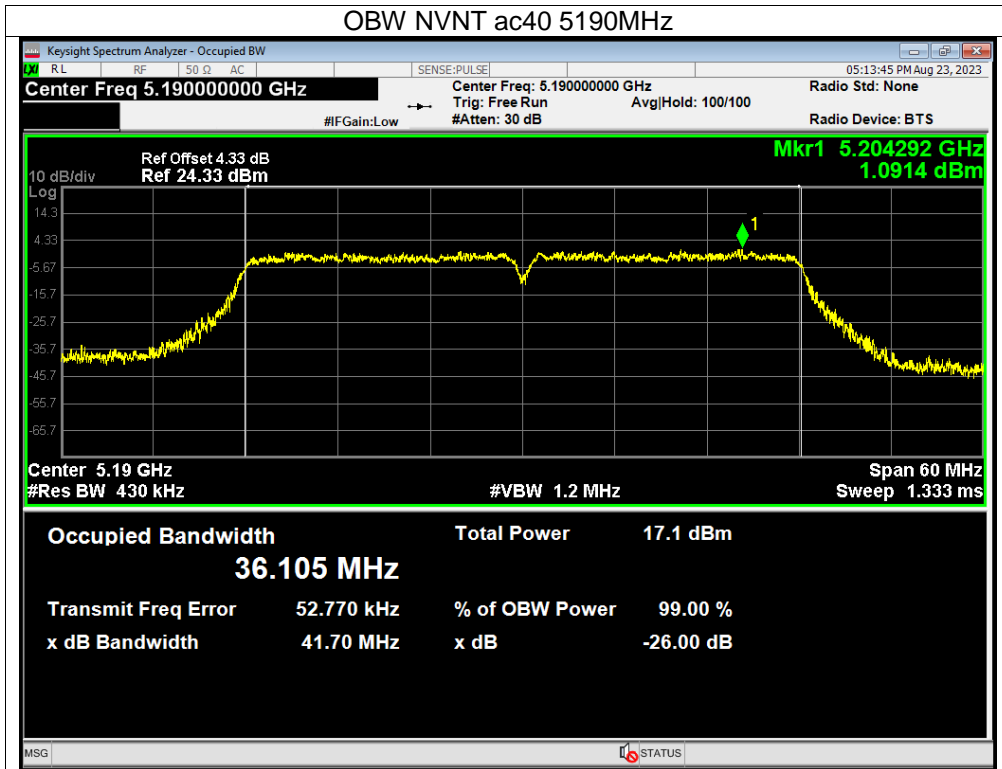 OBW NVNT ac40 5190MHz
Keysight Spectrum Analyzer - Occupied BW
LXI RL RF 50 Ω AC SENSE:PULSE 05:13:45 PM Aug 23, 2023
Center Freq 5.190000000 GHz Center Freq: 5.190000000 GHz Radio Std: None
Trig: Free Run Avg|Hold: 100/100
#IFGain:Low #Atten: 30 dB Radio Device: BTS
Mkr1 5.204292 GHz
1.0914 dBm
Ref Offset 4.33 dB
10 dB/div Ref 24.33 dBm
Log
14.3
1
4.33
-5.67
-15.7
-25.7
-35.7
-45.7
-55.7
-65.7
Center 5.19 GHz Span 60 MHz
#Res BW 430 kHz #VBW 1.2 MHz Sweep 1.333 ms
Occupied Bandwidth Total Power 17.1 dBm
36.105 MHz
Transmit Freq Error 52.770 kHz % of OBW Power 99.00 %
x dB Bandwidth 41.70 MHz x dB -26.00 dB
MSG STATUS